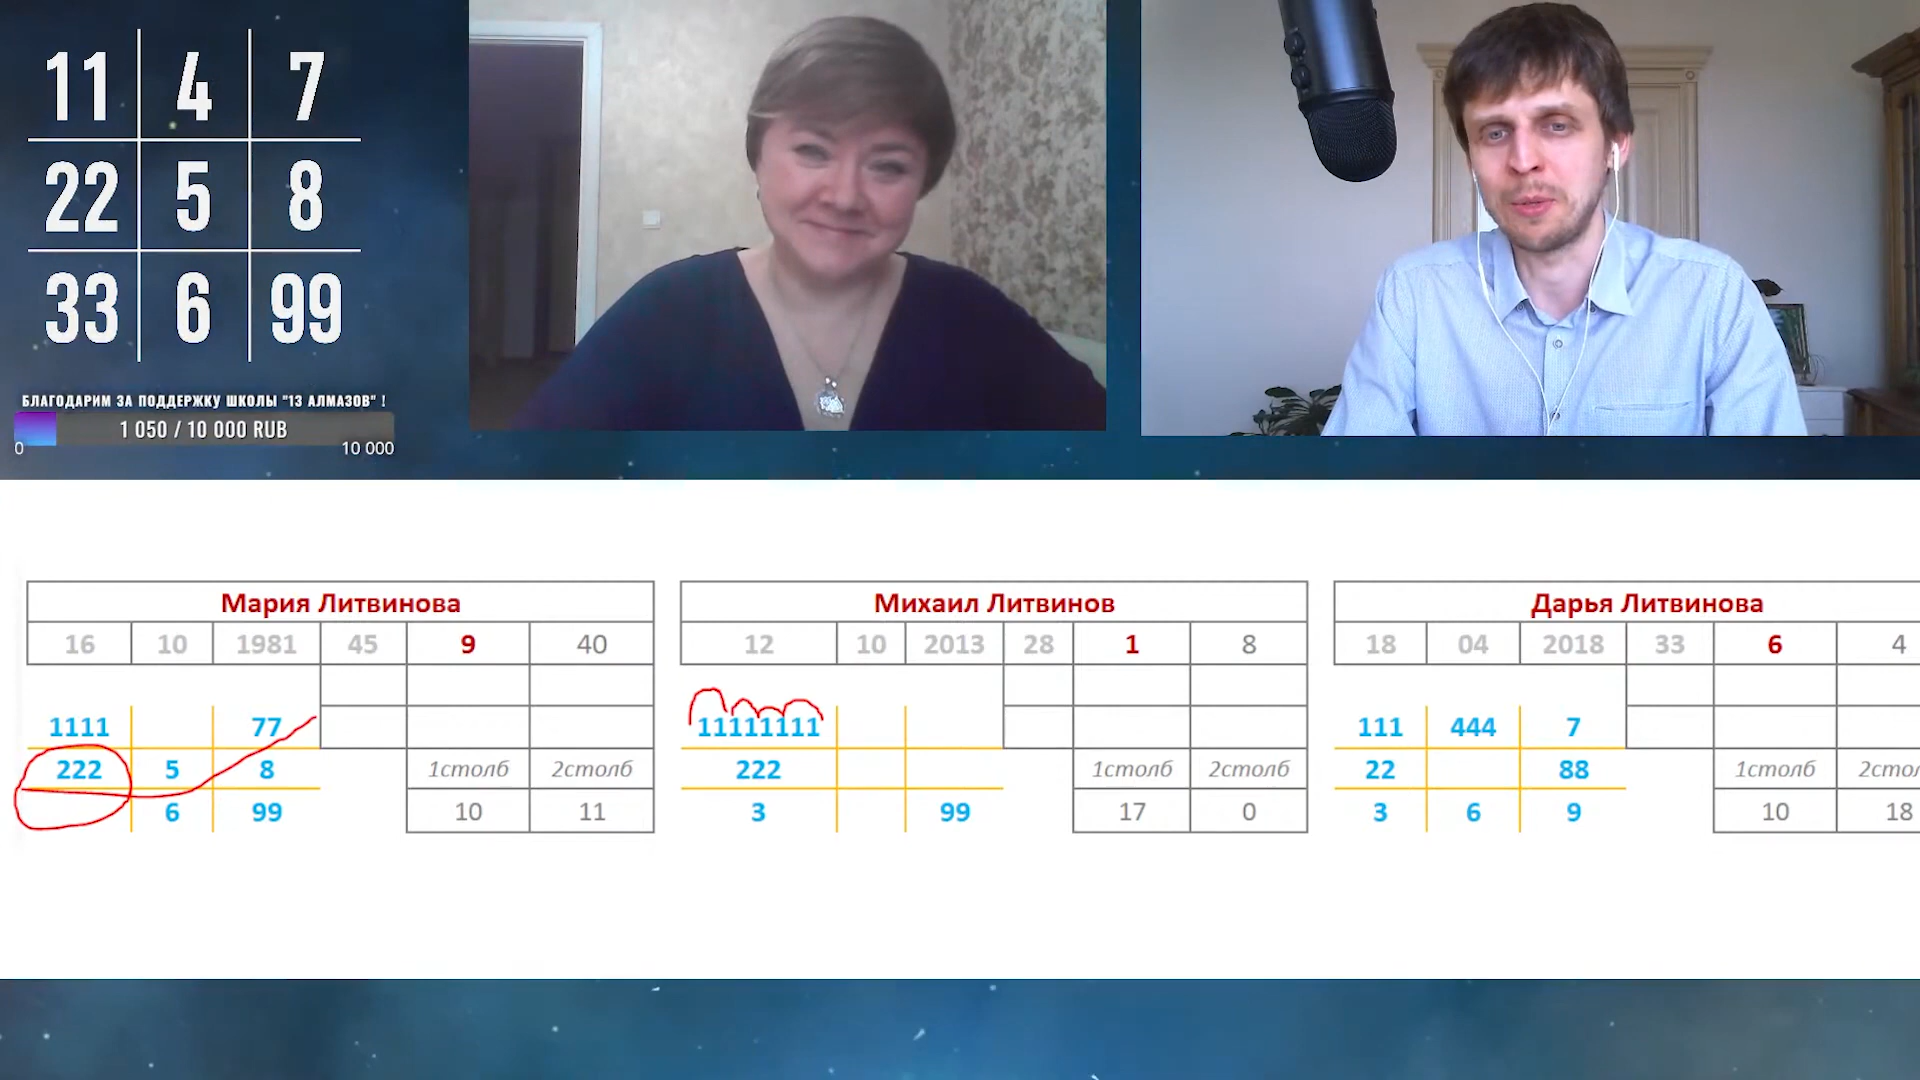 11 4 7
22 5 8
33 6 99
БЛАГОДАРИМ ЗА ПОДДЕРЖКУ ШКОЛЫ "13 АЛМАЗОВ" !
1 050 / 10 000 RUB
0 10 000
Мария Литвинова
16 10 1981 45 9 40
1111 77
222 5 8 1столб 2столб
6 99 10 11
Михаил Литвинов
12 10 2013 28 1 8
11111111
222 1столб 2столб
3 99 17 0
Дарья Литвинова
18 04 2018 33 6 4
111 444 7
22 88 1столб
3 6 9 10 18